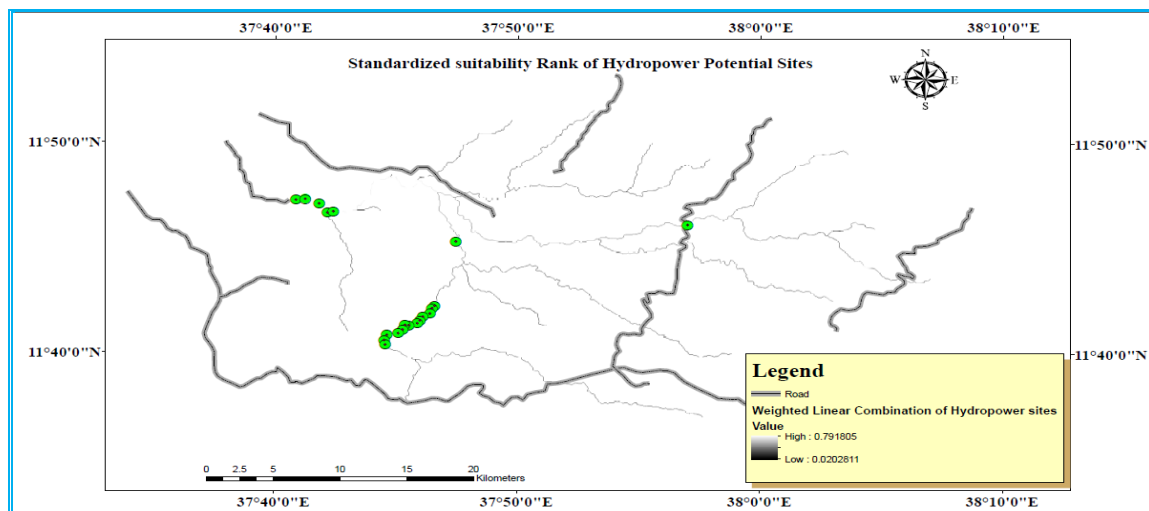 37°40'0"E 37°50'0"E 38°0'0"E 38°10'0"E
Standardized suitability Rank of Hydropower Potential Sites
N
W E
S
11°50'0"N 11°50'0"N
11°40'0"N 11°40'0"N
Legend
Road
Weighted Linear Combination of Hydropower sites
Value
High : 0.791805
Low : 0.0202811
0 2.5 5 10 15 20
Kilometers
37°40'0"E 37°50'0"E 38°0'0"E 38°10'0"E